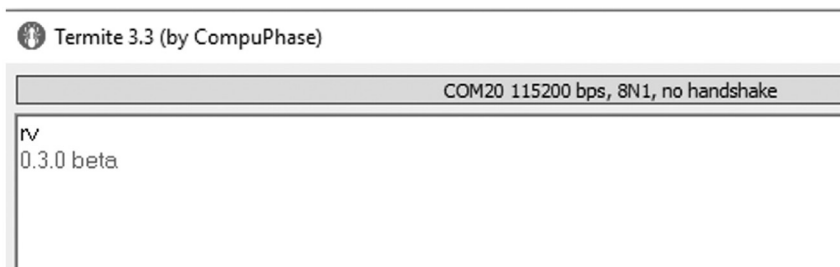 Termite 3.3 (by CompuPhase)
COM20 115200 bps, 8N1, no handshake
rv
0.3.0 beta